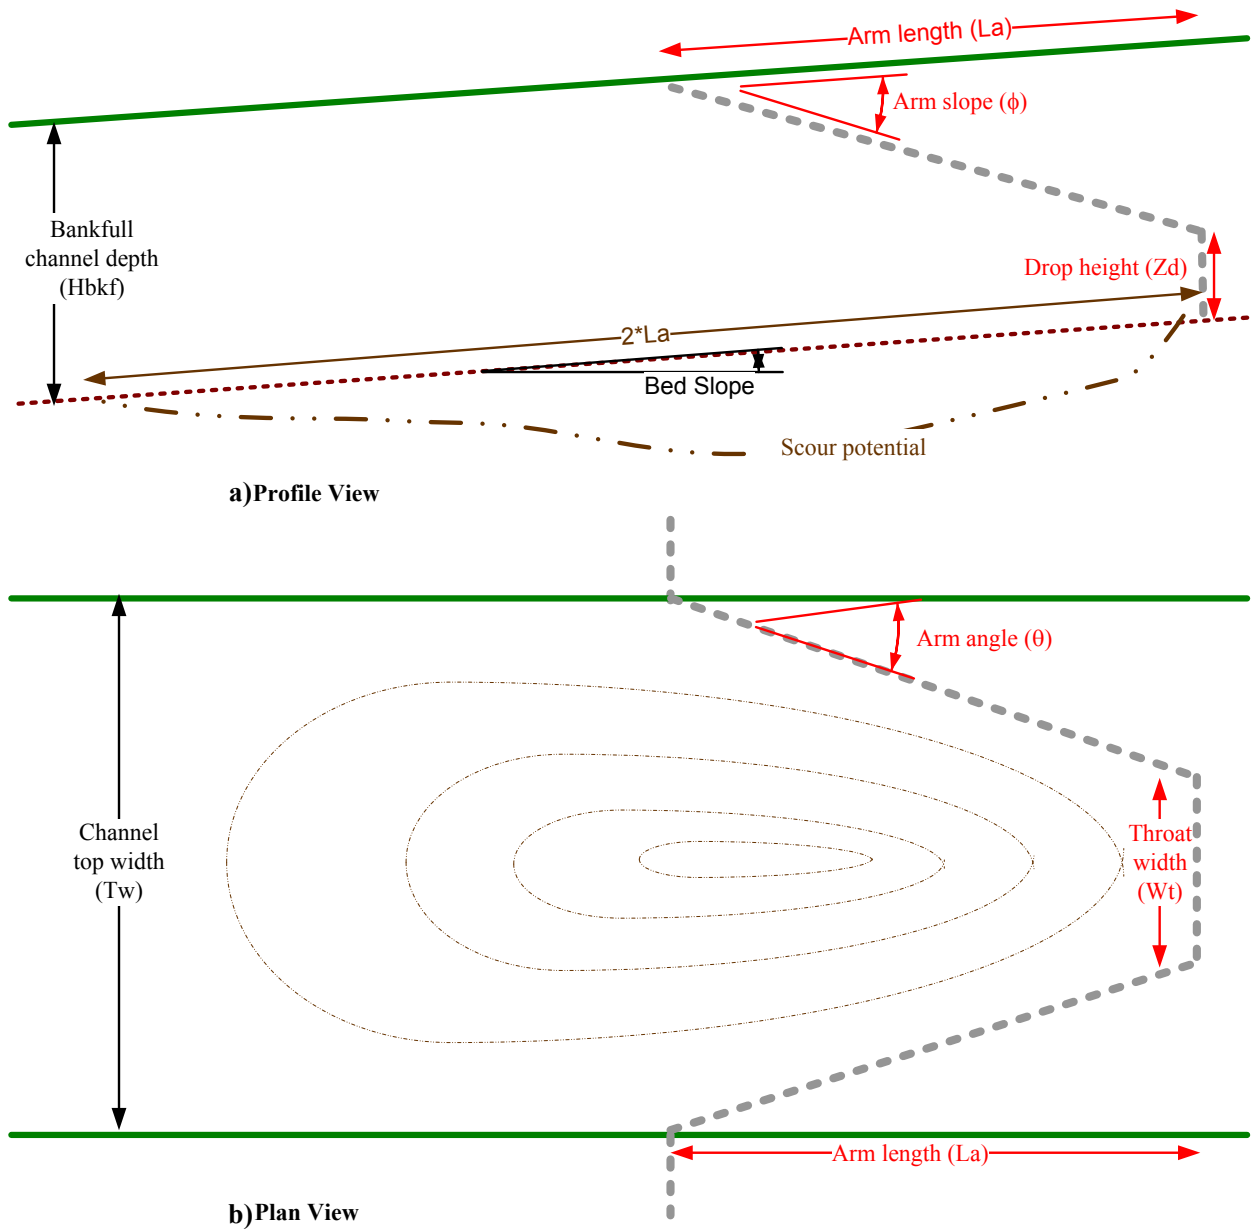 Arm length (La)
Arm slope (ϕ)
Bankfull
channel depth
(Hbkf)
Drop height (Zd)
2*La
Bed Slope
Scour potential
a)Profile View
Arm angle (θ)
Channel
top width
(Tw)
Throat
width
(Wt)
Arm length (La)
b)Plan View